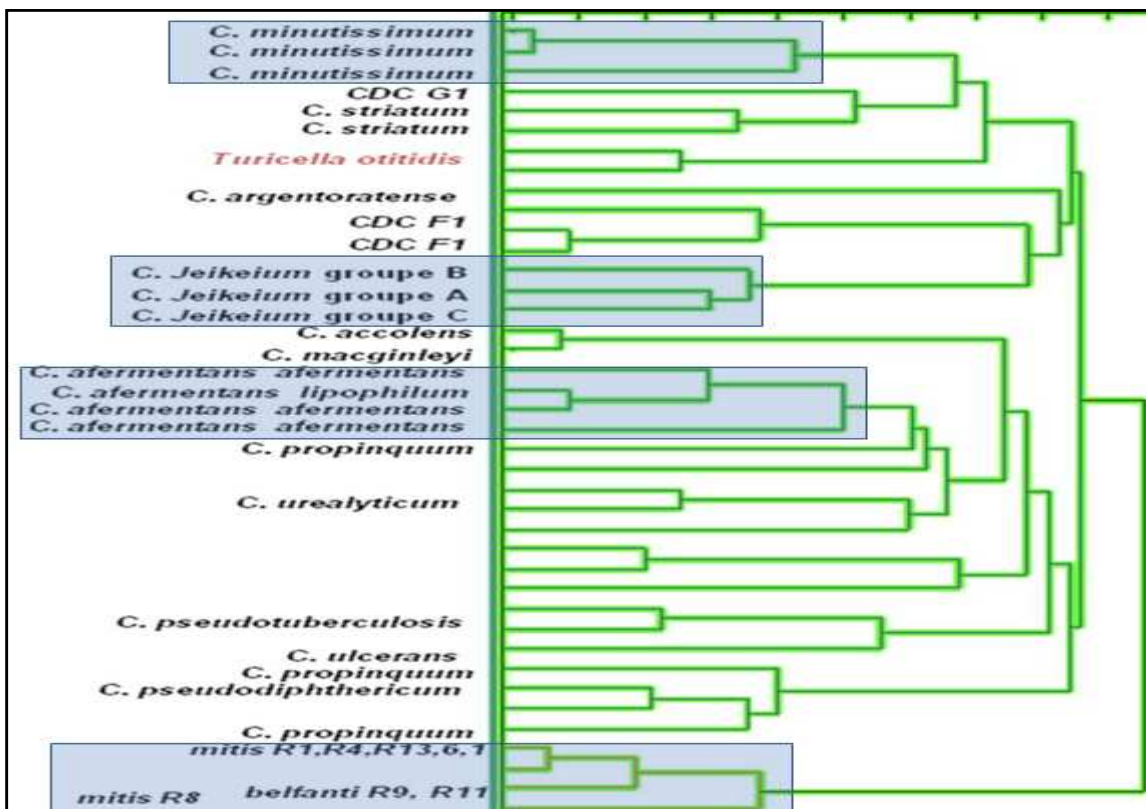 C. minutissimum
C. minutissimum
C. minutissimum
CDC G1
C. striatum
C. striatum
Turicella otitidis
C. argentoratense
CDC F1
CDC F1
C. Jeikeium groupe B
C. Jeikeium groupe A
C. Jeikeium groupe C
C. accolens
C. macginleyi
C. afermentans afermentans
C. afermentans lipophilum
C. afermentans afermentans
C. afermentans afermentans
C. propinquum
C. urealyticum
C. pseudotuberculosis
C. ulcerans
C. propinquum
C. pseudodiphthericum
C. propinquum
mitis R1,R4,R13,6,1
belfanti R9, R11
mitis R8